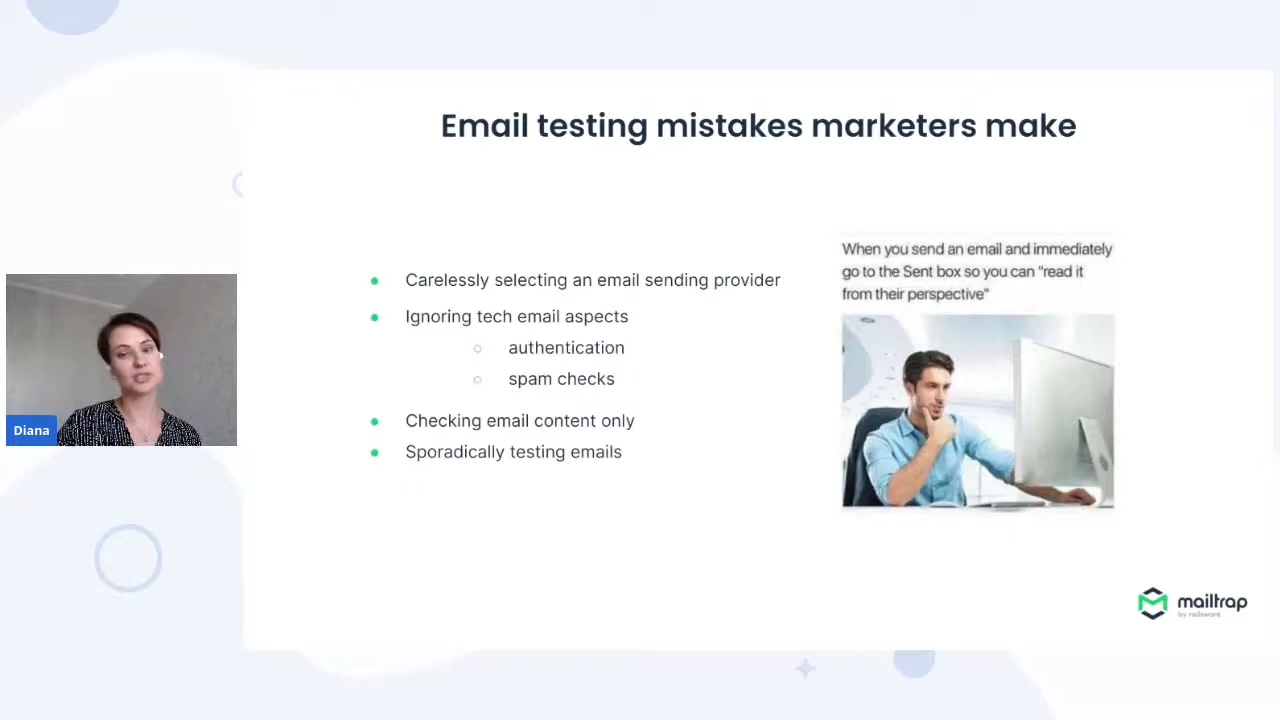 Email testing mistakes marketers make
Carelessly selecting an email sending provider
Ignoring tech email aspects
authentication
spam checks
Checking email content only
Sporadically testing emails
When you send an email and immediately
go to the Sent box so you can "read it
from their perspective"
Diana
mailtrap
by railsware